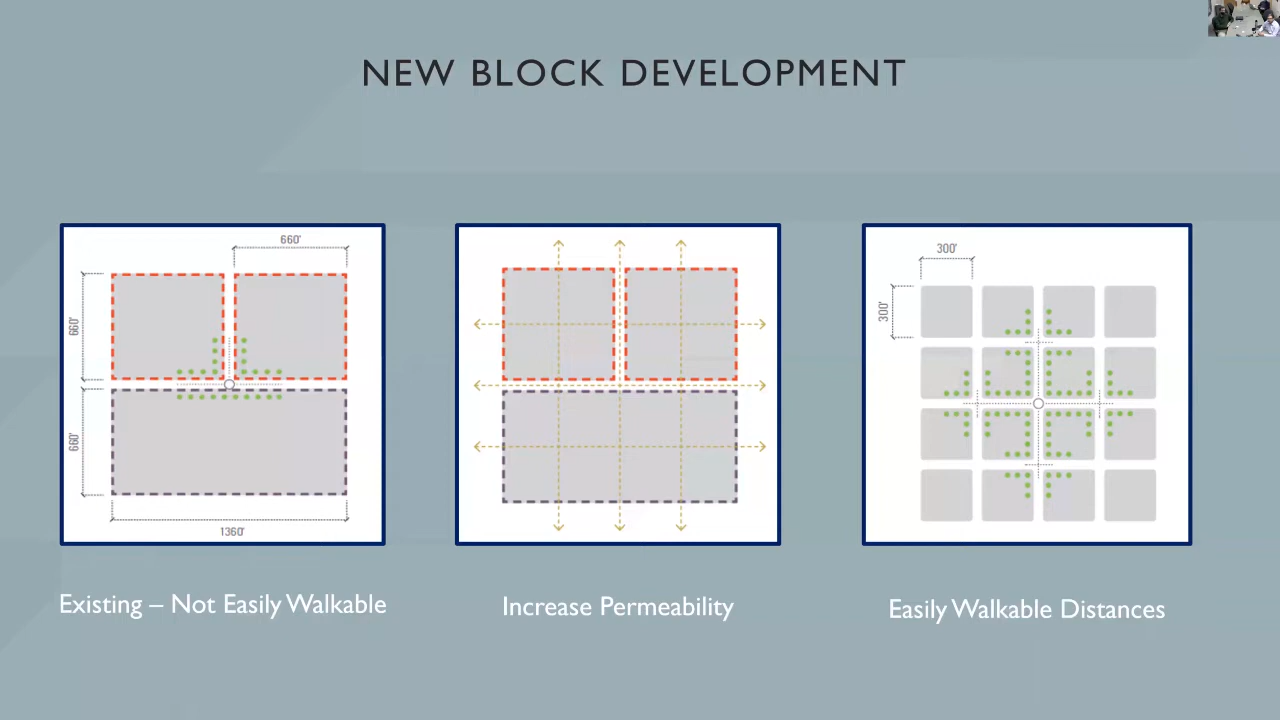 NEW BLOCK DEVELOPMENT
660'
660'
660'
1360'
300'
300'
Existing – Not Easily Walkable
Increase Permeability
Easily Walkable Distances